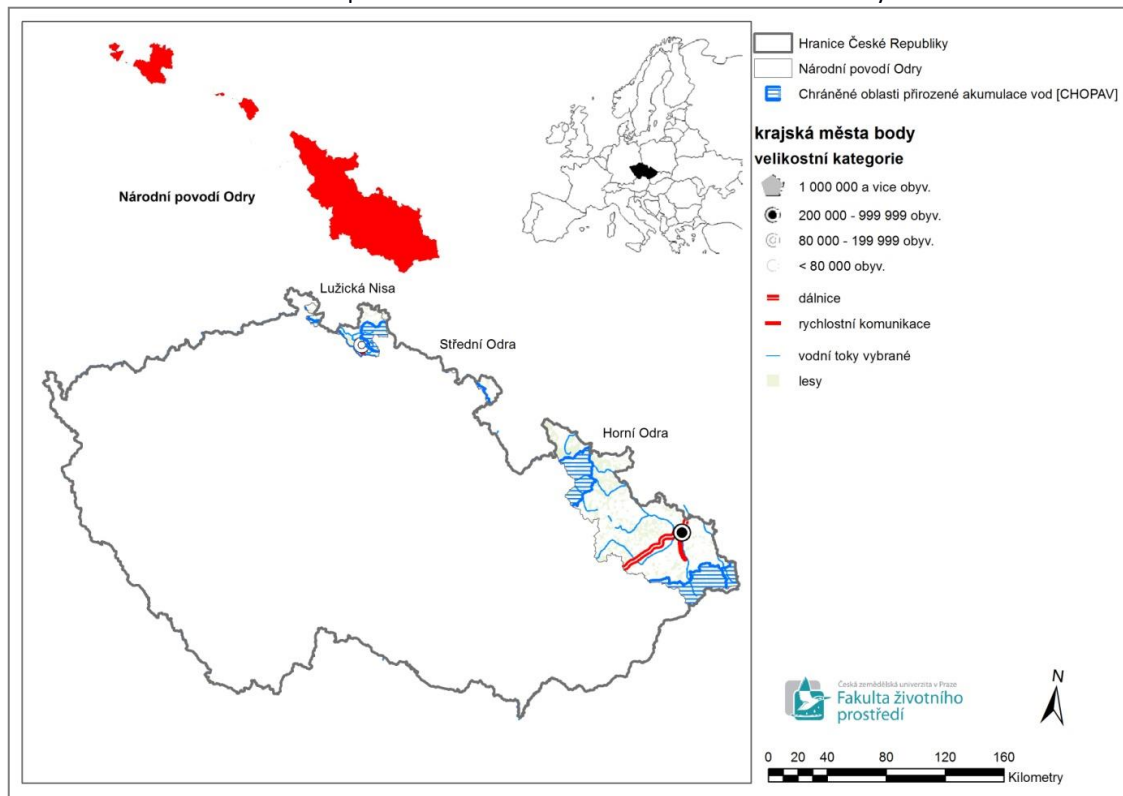 Národní povodí Odry
Lužická Nisa
Střední Odra
Horní Odra
Hranice České Republiky
Národní povodí Odry
Chráněné oblasti přirozené akumulace vod [CHOPAV]
krajská města body
velikostní kategorie
1 000 000 a vice obyv.
200 000 - 999 999 obyv.
80 000 - 199 999 obyv.
< 80 000 obyv.
dálnice
rychlostní komunikace
vodní toky vybrané
lesy
Česká zemědělská univerzita v Praze
Fakulta životního
prostředí
N
0 20 40 80 120 160
Kilometry